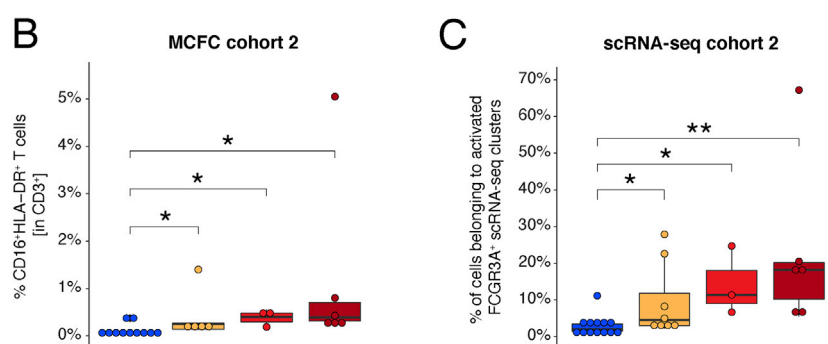 B
MCFC cohort 2
% CD16⁺HLA−DR⁺ T cells
[in CD3⁺]
5%
4%
3%
2%
1%
0%
*
*
*
C
scRNA-seq cohort 2
% of cells belonging to activated
FCGR3A⁺ scRNA-seq clusters
70%
60%
50%
40%
30%
20%
10%
0%
**
*
*